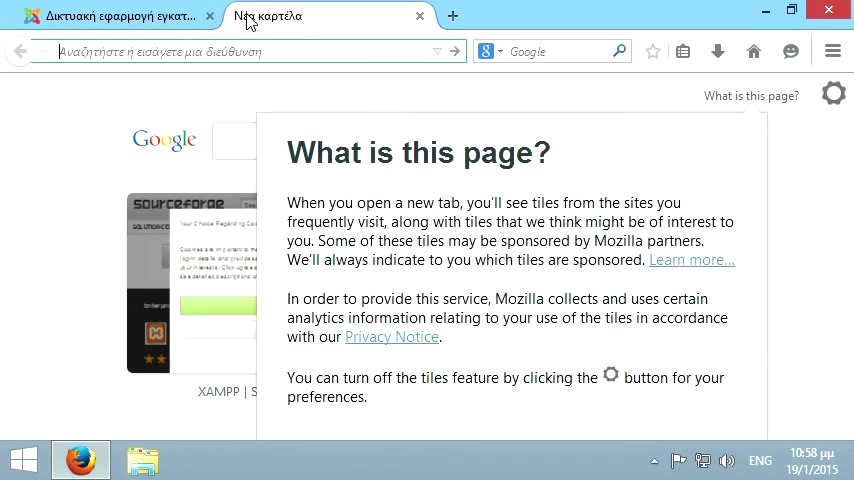 Δικτυακή εφαρμογή εγκατ...
Νέα καρτέλα
Αναζητήστε ή εισάγετε μια διεύθυνση
Google
What is this page?
Google
What is this page?
When you open a new tab, you'll see tiles from the sites you
frequently visit, along with tiles that we think might be of interest to
you. Some of these tiles may be sponsored by Mozilla partners.
We'll always indicate to you which tiles are sponsored. Learn more...
In order to provide this service, Mozilla collects and uses certain
analytics information relating to your use of the tiles in accordance
with our Privacy Notice.
You can turn off the tiles feature by clicking the button for your
preferences.
sourceforge
SOLUTION
Your Choice Regarding
XAMPP | S
ENG
10:58 μμ
19/1/2015